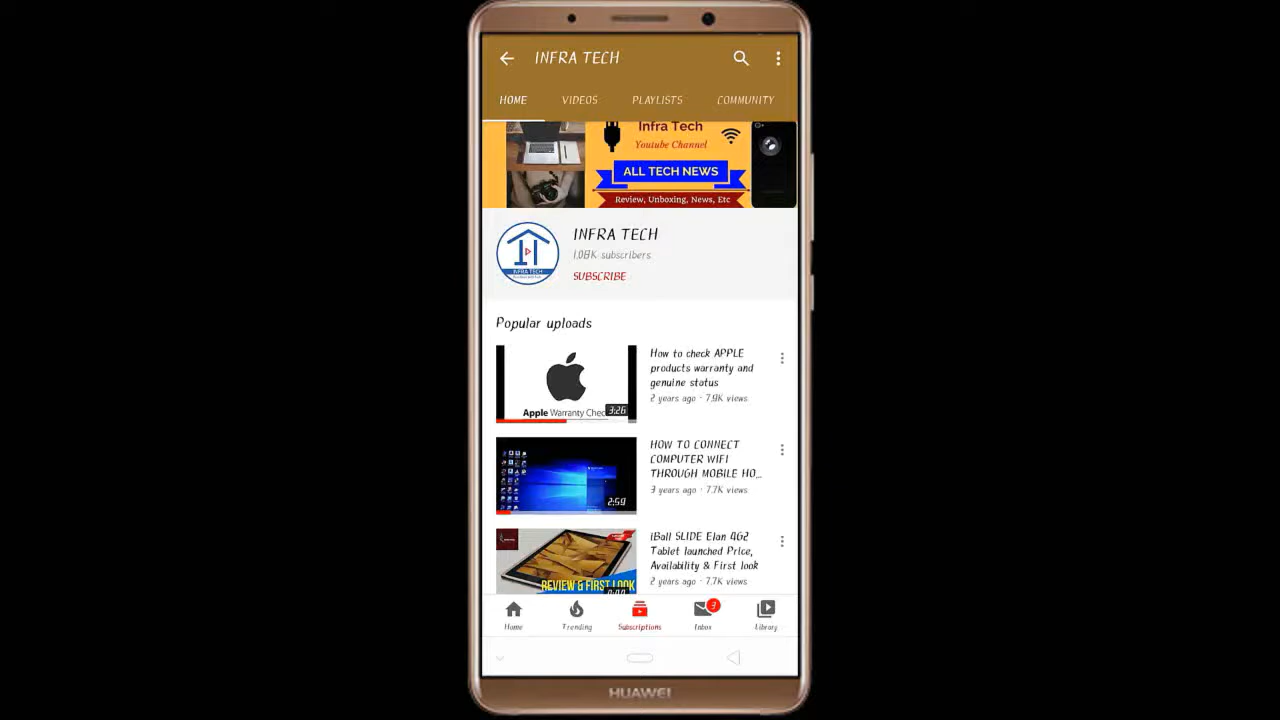 INFRA TECH
HOME VIDEOS PLAYLISTS COMMUNITY
Infra Tech
Youtube Channel
ALL TECH NEWS
Review, Unboxing, News, Etc
INFRA TECH
1.08K subscribers
SUBSCRIBE
INFRA TECH
Popular uploads
How to check APPLE
products warranty and
genuine status
2 years ago · 7.9K views
Apple Warranty Chec
3:26
HOW TO CONNECT
COMPUTER WIFI
THROUGH MOBILE HO...
3 years ago · 7.7K views
2:59
iBall SLIDE Elan 4G2
Tablet launched Price,
Availability & First look
2 years ago · 7.7K views
REVIEW & FIRST LOOK
3
Home Trending Subscriptions Inbox Library
HUAWEI